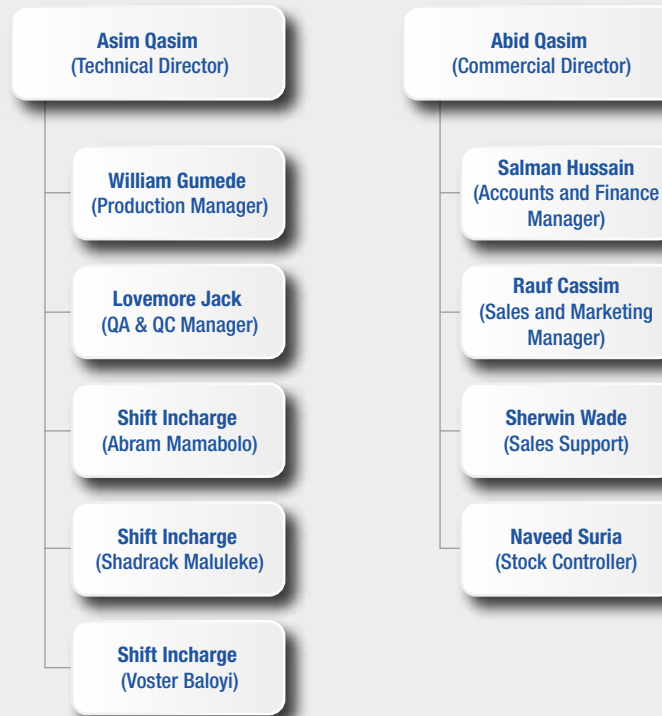 Asim Qasim
(Technical Director)
William Gumede
(Production Manager)
Lovemore Jack
(QA & QC Manager)
Shift Incharge
(Abram Mamabolo)
Shift Incharge
(Shadrack Maluleke)
Shift Incharge
(Voster Baloyi)
Abid Qasim
(Commercial Director)
Salman Hussain
(Accounts and Finance
Manager)
Rauf Cassim
(Sales and Marketing
Manager)
Sherwin Wade
(Sales Support)
Naveed Suria
(Stock Controller)